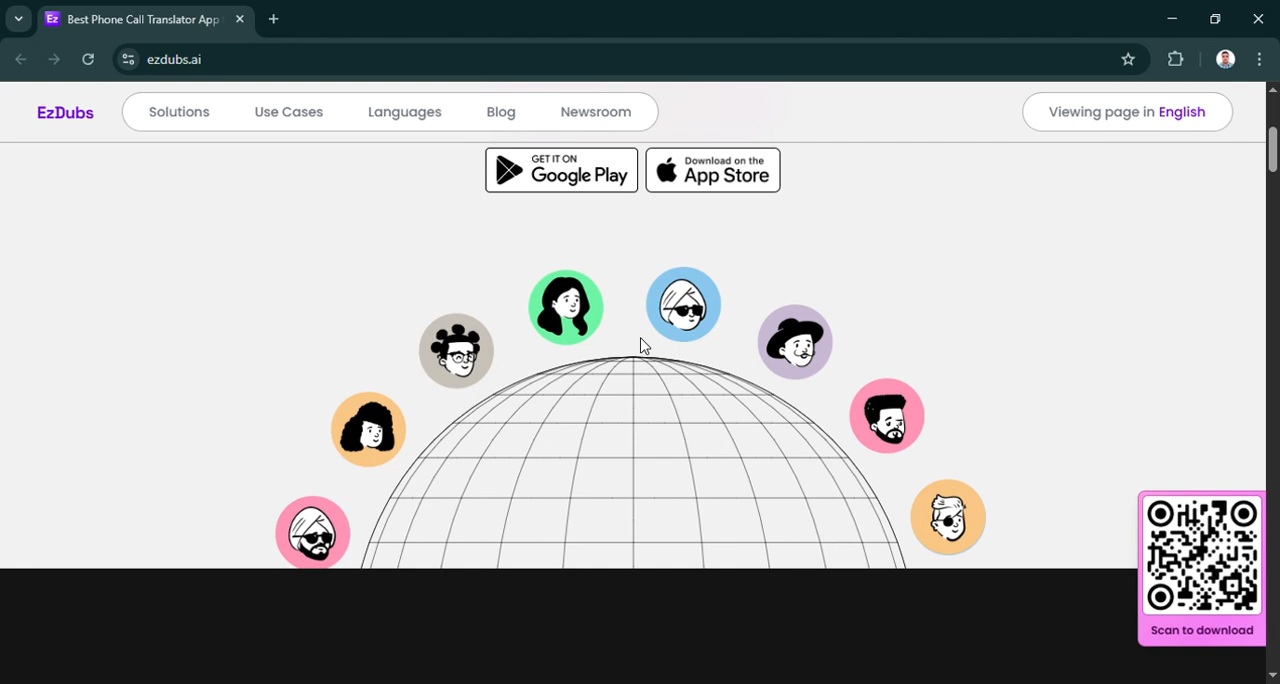 Ez Best Phone Call Translator App
ezdubs.ai
EzDubs
Solutions
Use Cases
Languages
Blog
Newsroom
Viewing page in English
GET IT ON
Google Play
Download on the
App Store
Scan to download